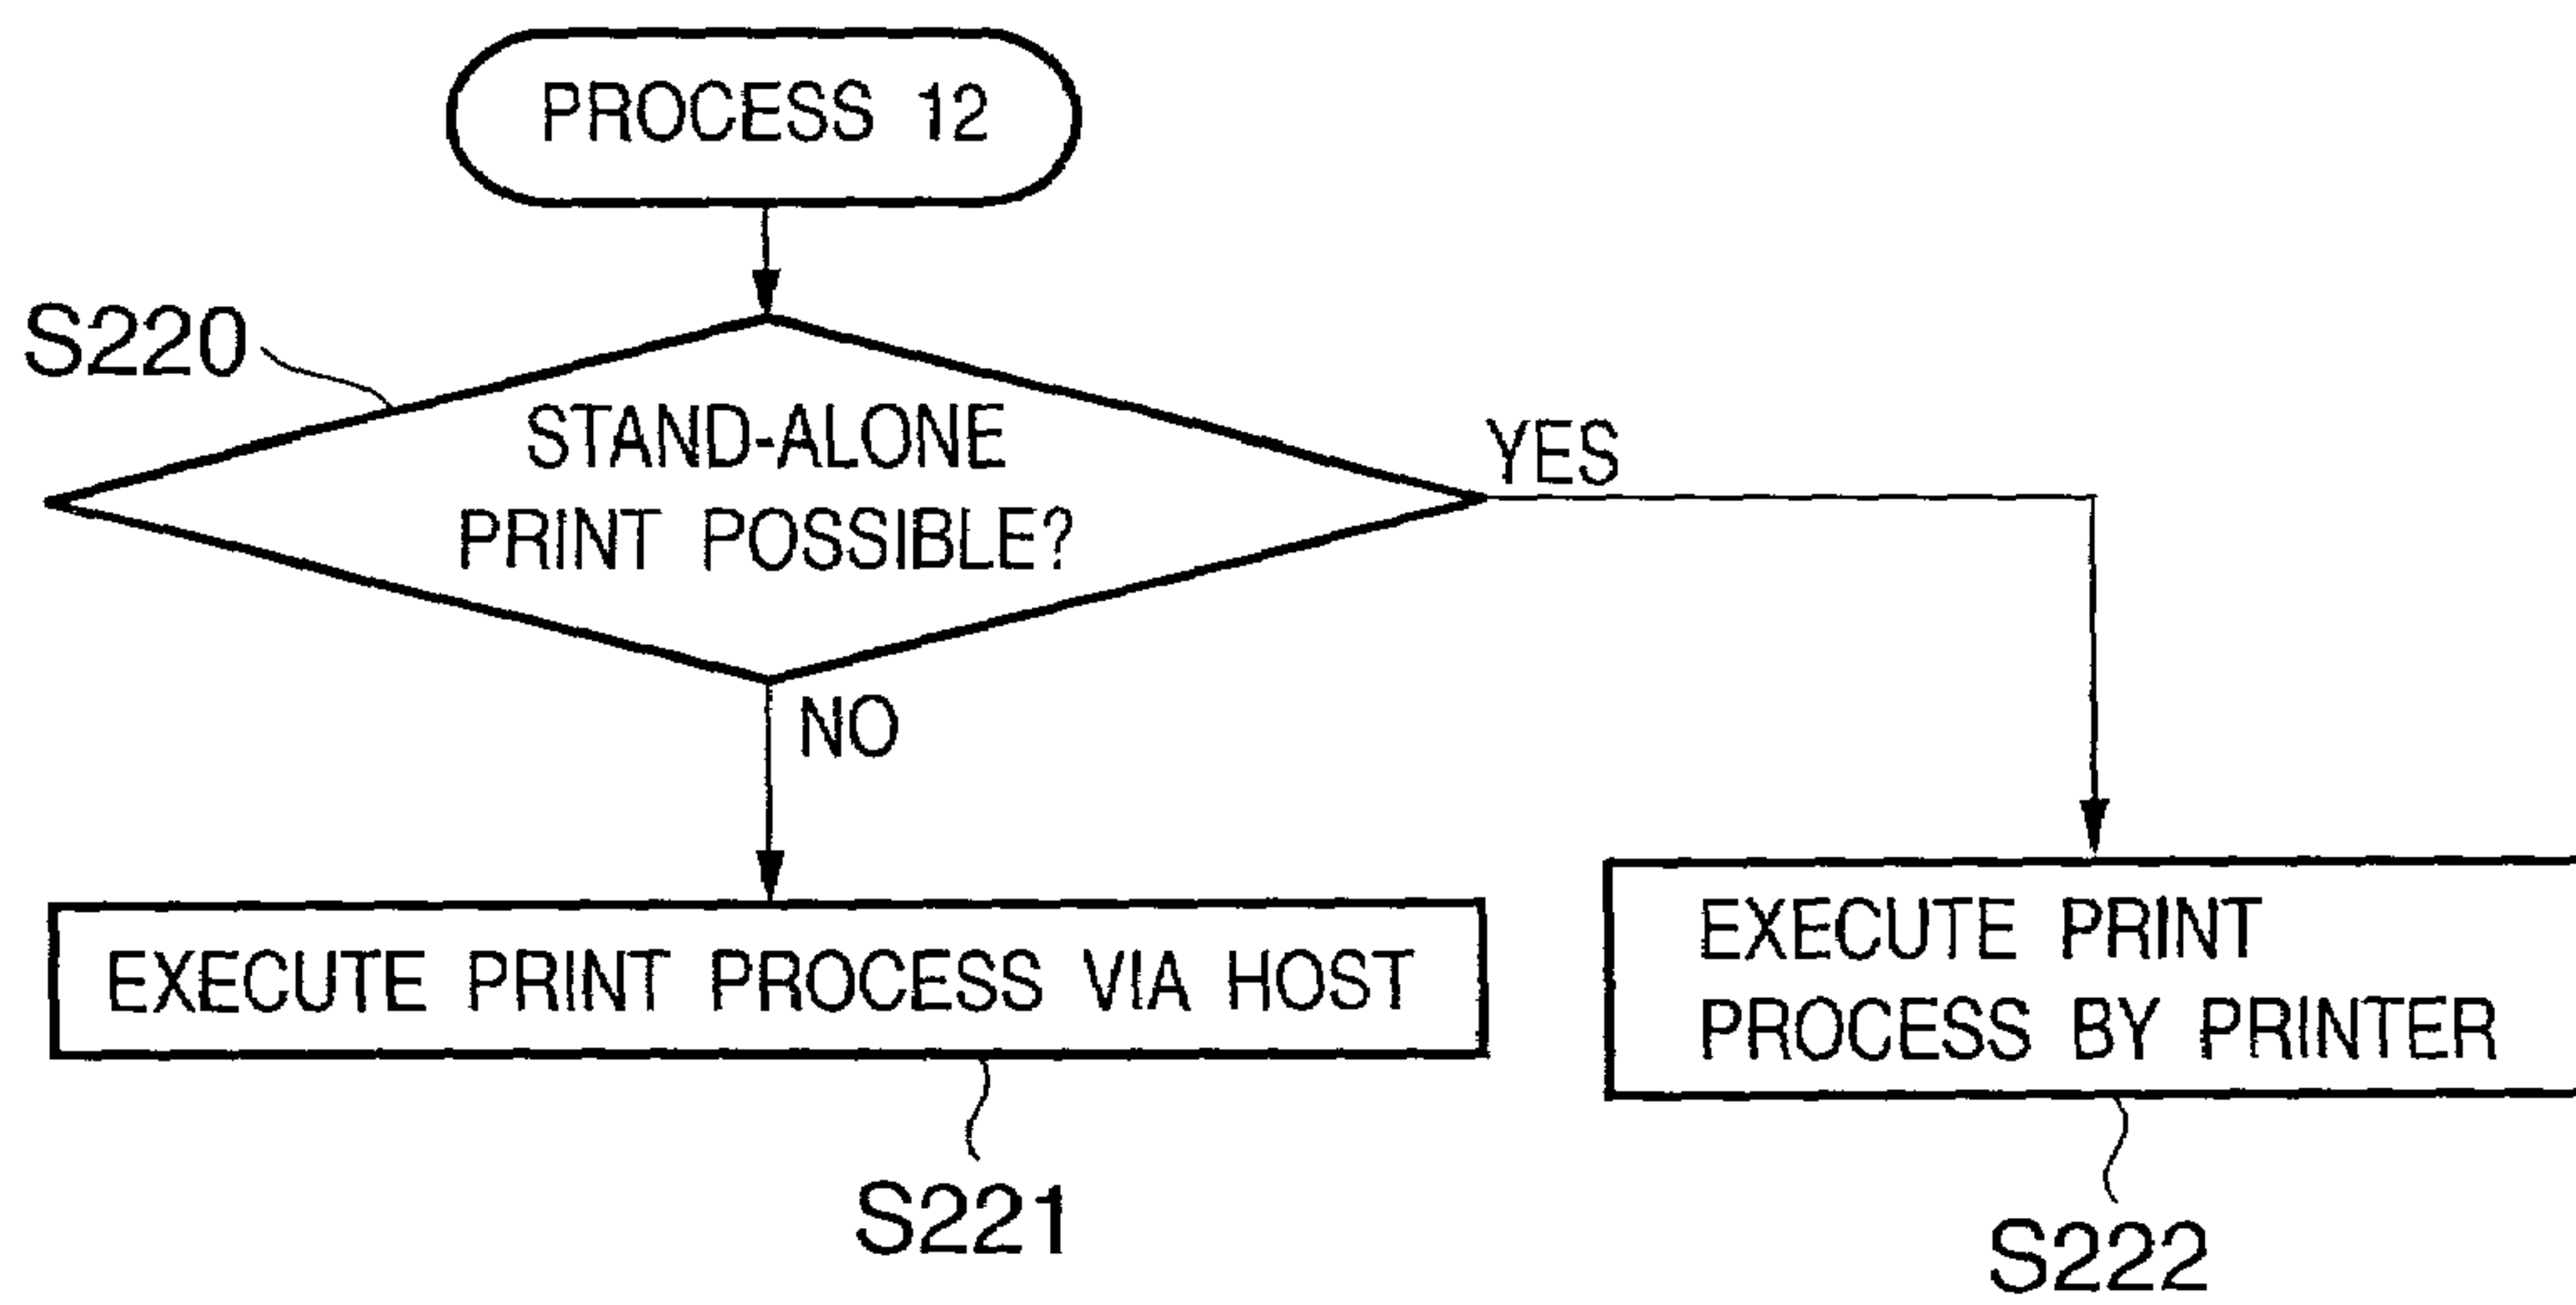 PROCESS 12
S220
STAND-ALONE
PRINT POSSIBLE?
YES
NO
EXECUTE PRINT PROCESS VIA HOST
S221
EXECUTE PRINT
PROCESS BY PRINTER
S222